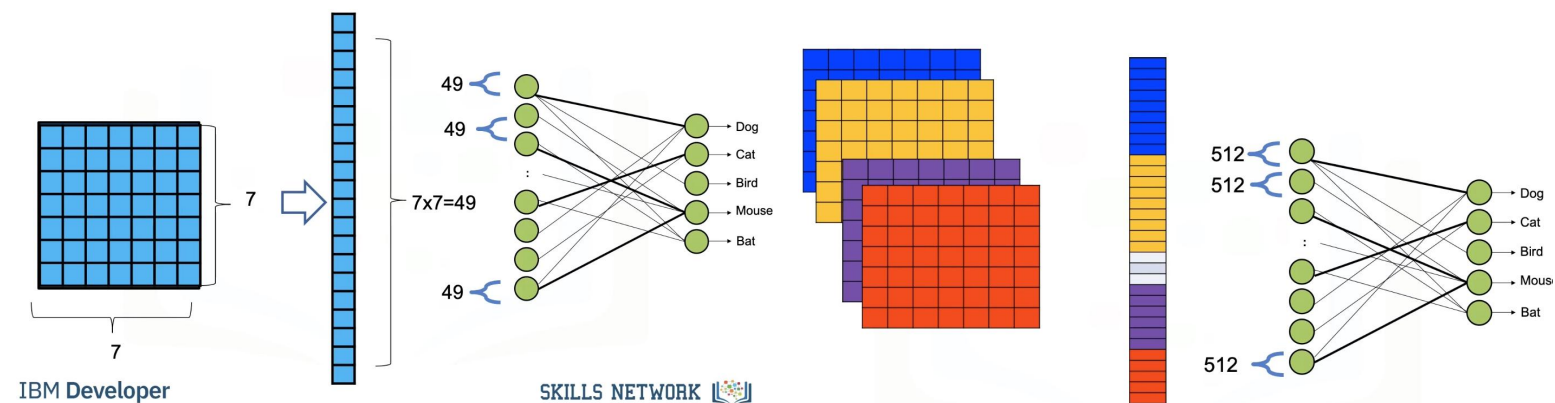 49
49
:
49
7
7x7=49
7
Dog
Cat
Bird
Mouse
Bat
IBM Developer
SKILLS NETWORK
512
512
:
512
Dog
Cat
Bird
Mouse
Bat